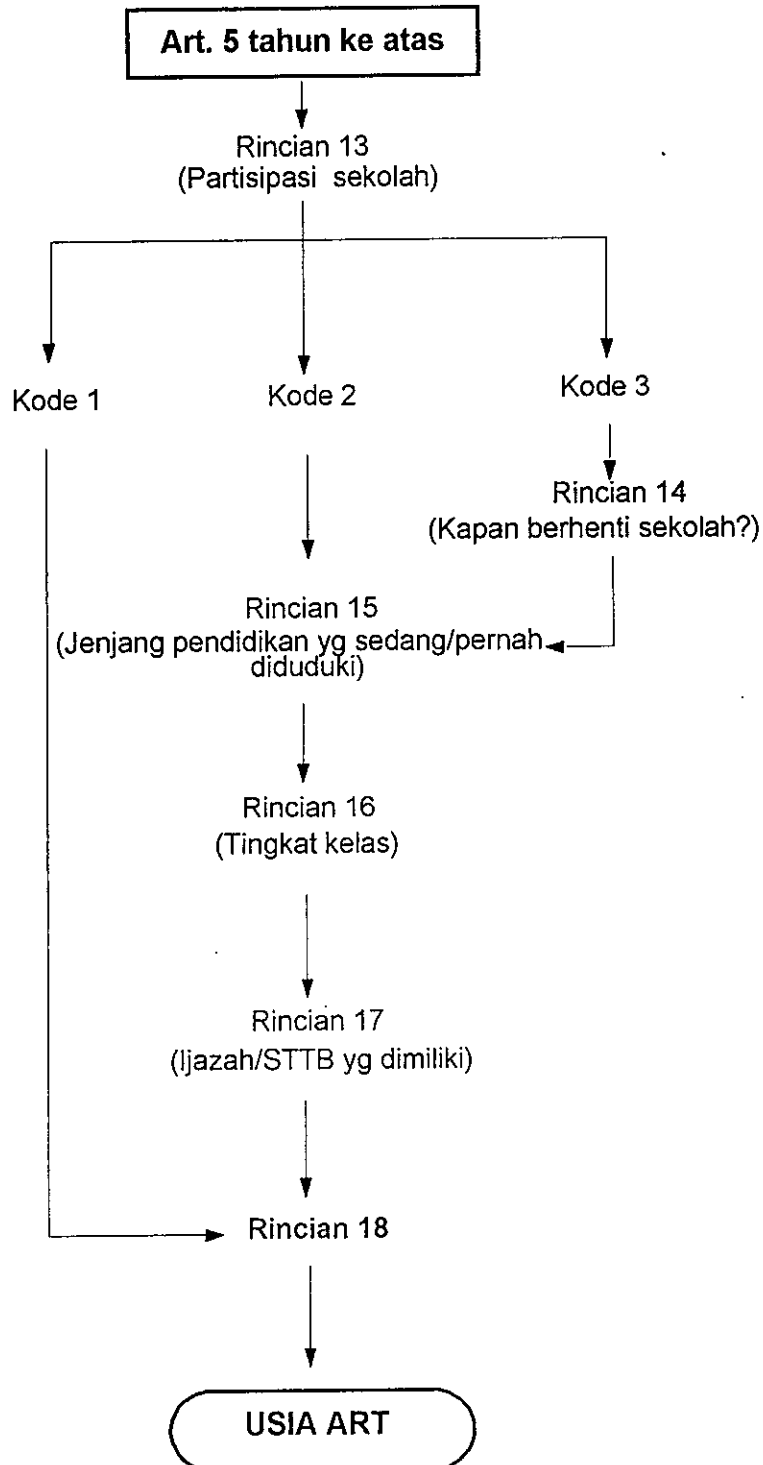 Art. 5 tahun ke atas
Rincian 13
(Partisipasi sekolah)
Kode 1
Kode 2
Kode 3
Rincian 14
(Kapan berhenti sekolah?)
Rincian 15
(Jenjang pendidikan yg sedang/pernah
diduduki)
Rincian 16
(Tingkat kelas)
Rincian 17
(Ijazah/STTB yg dimiliki)
Rincian 18
USIA ART